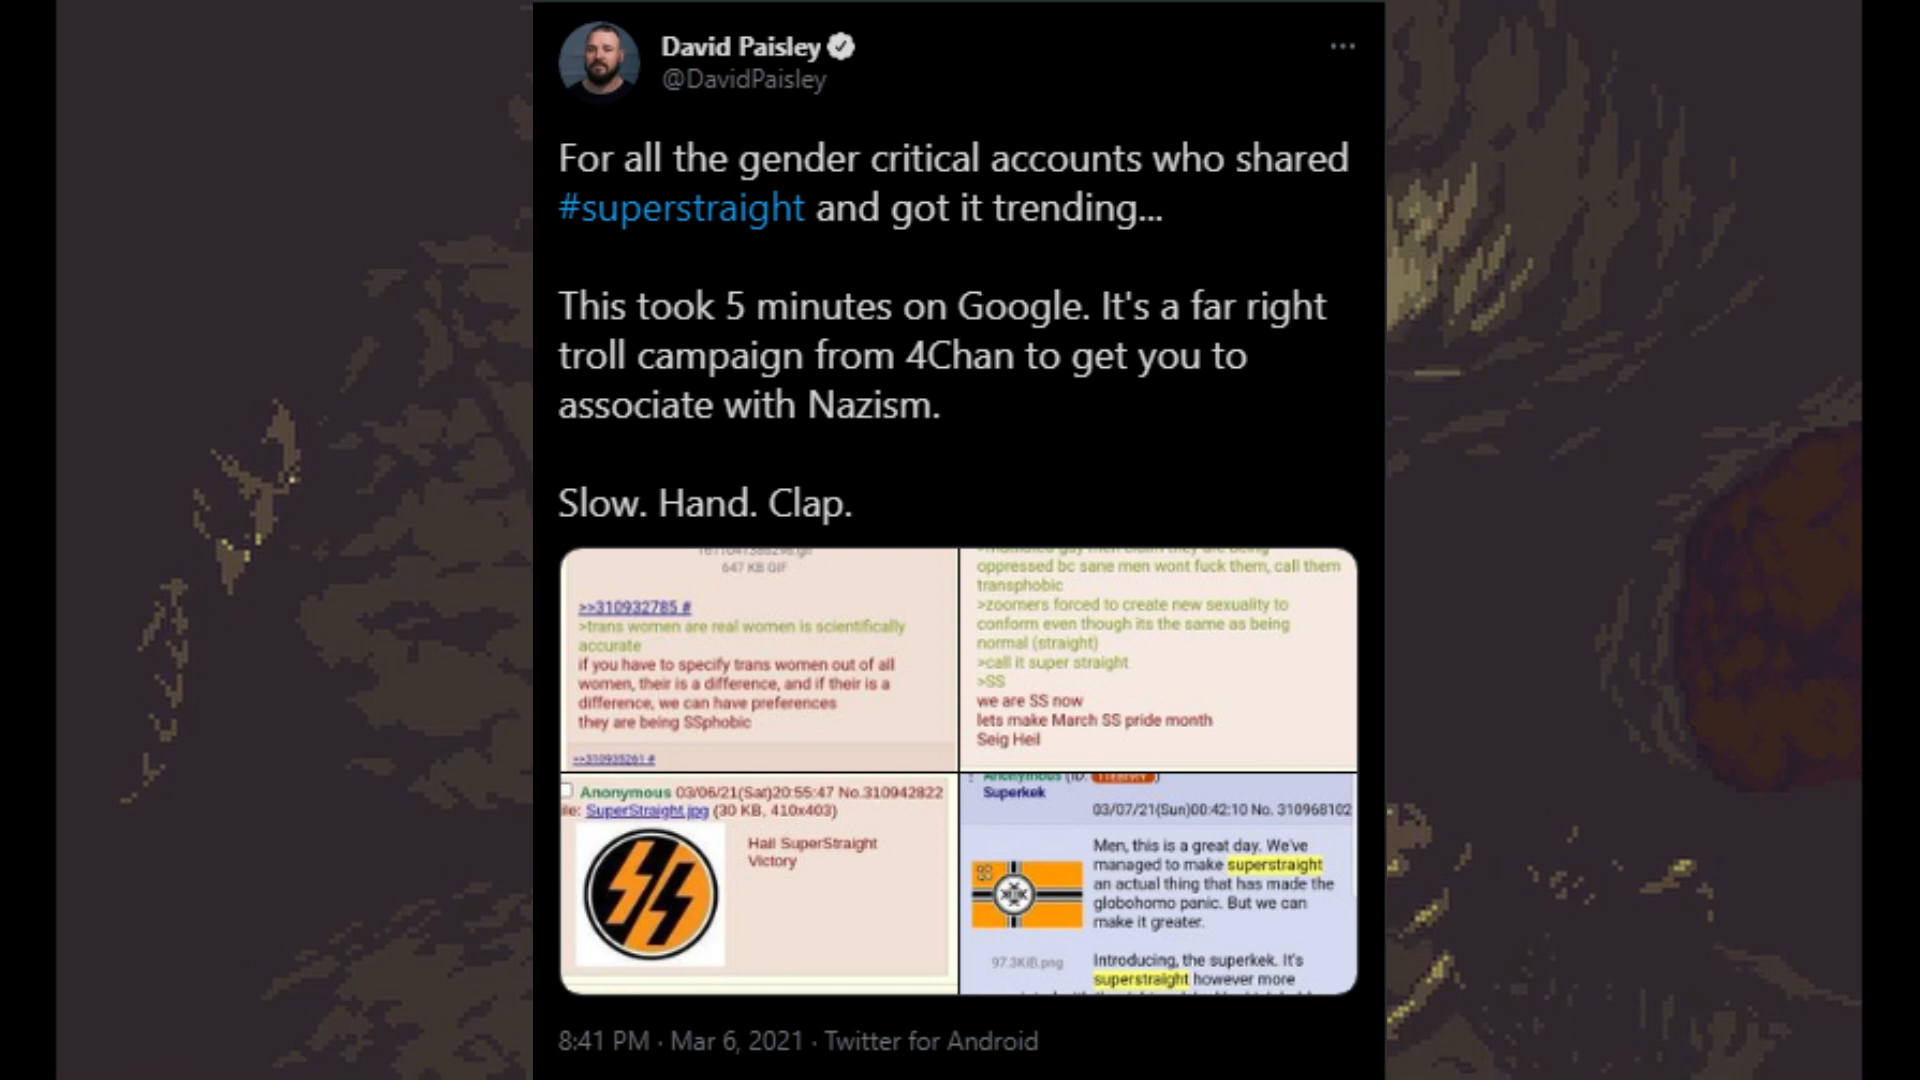 David Paisley
@DavidPaisley
For all the gender critical accounts who shared
#superstraight and got it trending...
This took 5 minutes on Google. It's a far right
troll campaign from 4Chan to get you to
associate with Nazism.
Slow. Hand. Clap.
647 KB GIF
>>310932785 #
>trans women are real women is scientifically
accurate
if you have to specify trans women out of all
women, their is a difference, and if their is a
difference, we can have preferences
they are being SSphobic
>>310935261 #
oppressed bc sane men wont fuck them, call them
transphobic
>zoomers forced to create new sexuality to
conform even though its the same as being
normal (straight)
>call it super straight
>SS
we are SS now
lets make March SS pride month
Seig Heil
Anonymous 03/06/21(Sat)20:55:47 No.310942822
ile: SuperStraight.jpg (30 KB, 410x403)
Hail SuperStraight
Victory
Anonymous (ID:
Superkek
03/07/21(Sun)00:42:10 No. 310968102
Men, this is a great day. We've
managed to make superstraight
an actual thing that has made the
globohomo panic. But we can
make it greater.
97.3KiB.png
Introducing, the superkek. It's
superstraight however more
8:41 PM · Mar 6, 2021 · Twitter for Android